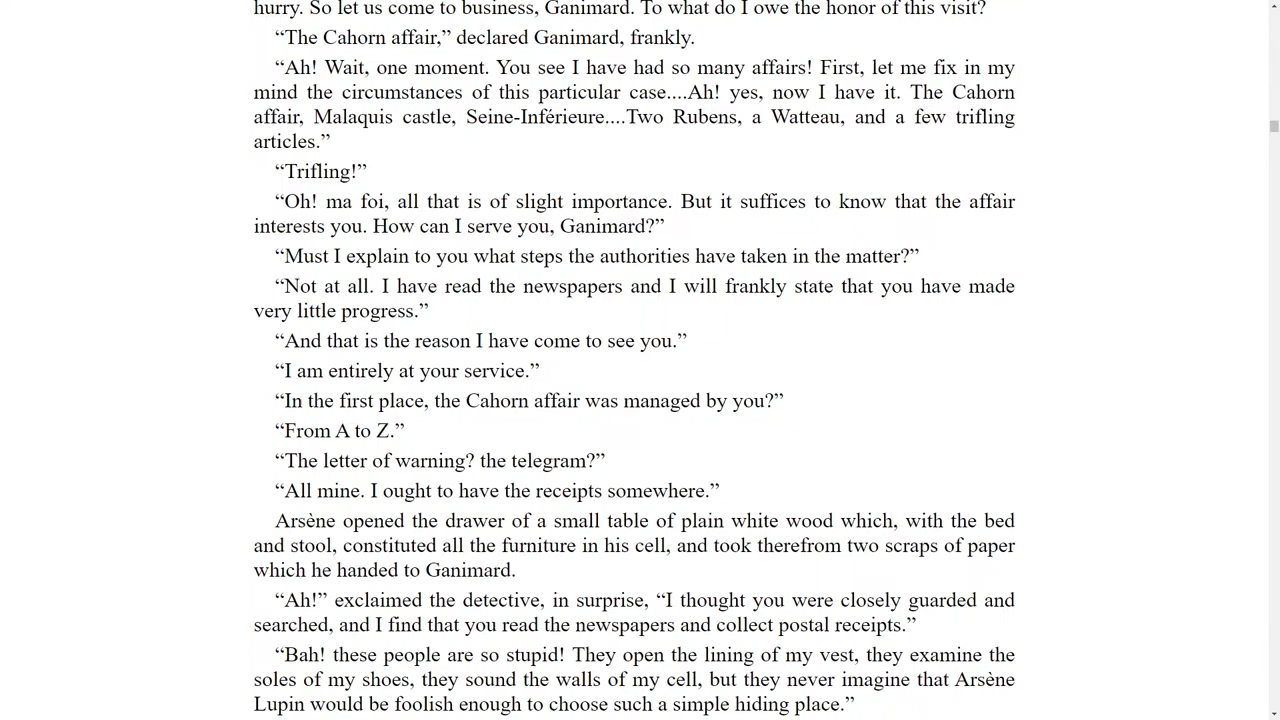 hurry. So let us come to business, Ganimard. To what do I owe the honor of this visit?
“The Cahorn affair,” declared Ganimard, frankly.
“Ah! Wait, one moment. You see I have had so many affairs! First, let me fix in my
mind the circumstances of this particular case....Ah! yes, now I have it. The Cahorn
affair, Malaquis castle, Seine-Inférieure....Two Rubens, a Watteau, and a few trifling
articles.”
“Trifling!”
“Oh! ma foi, all that is of slight importance. But it suffices to know that the affair
interests you. How can I serve you, Ganimard?”
“Must I explain to you what steps the authorities have taken in the matter?”
“Not at all. I have read the newspapers and I will frankly state that you have made
very little progress.”
“And that is the reason I have come to see you.”
“I am entirely at your service.”
“In the first place, the Cahorn affair was managed by you?”
“From A to Z.”
“The letter of warning? the telegram?”
“All mine. I ought to have the receipts somewhere.”
Arsène opened the drawer of a small table of plain white wood which, with the bed
and stool, constituted all the furniture in his cell, and took therefrom two scraps of paper
which he handed to Ganimard.
“Ah!” exclaimed the detective, in surprise, “I thought you were closely guarded and
searched, and I find that you read the newspapers and collect postal receipts.”
“Bah! these people are so stupid! They open the lining of my vest, they examine the
soles of my shoes, they sound the walls of my cell, but they never imagine that Arsène
Lupin would be foolish enough to choose such a simple hiding place.”